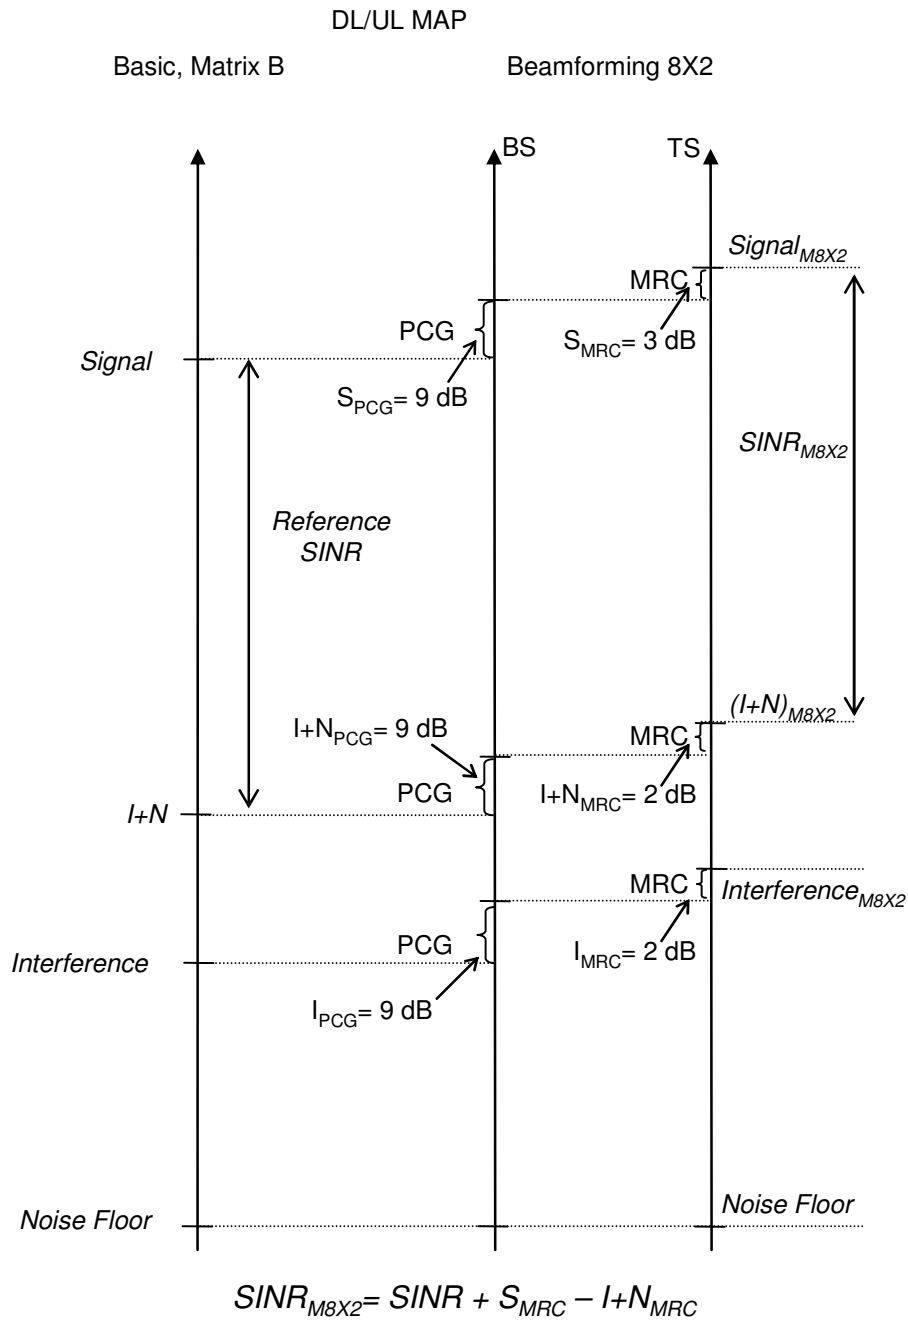 DL/UL MAP
Basic, Matrix B
Beamforming 8X2
BS
TS
Signal_M8X2
MRC
S_MRC= 3 dB
PCG
Signal
S_PCG= 9 dB
SINR_M8X2
Reference
SINR
(I+N)_M8X2
I+N_PCG= 9 dB
MRC
PCG
I+N_MRC= 2 dB
I+N
MRC
Interference_M8X2
PCG
I_MRC= 2 dB
Interference
I_PCG= 9 dB
Noise Floor
Noise Floor
SINR_M8X2= SINR + S_MRC – I+N_MRC